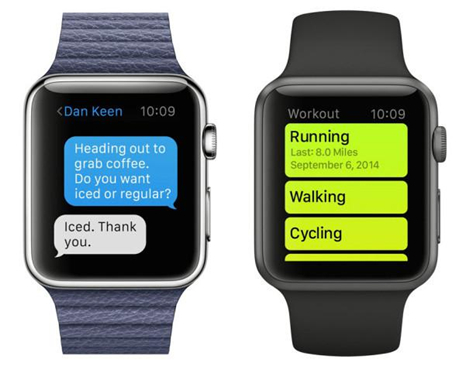 <Dan Keen 10:09
Heading out to
grab coffee.
Do you want
iced or regular?
Iced. Thank
you.
Workout 10:09
Running
Last: 8.0 Miles
September 6, 2014
Walking
Cycling